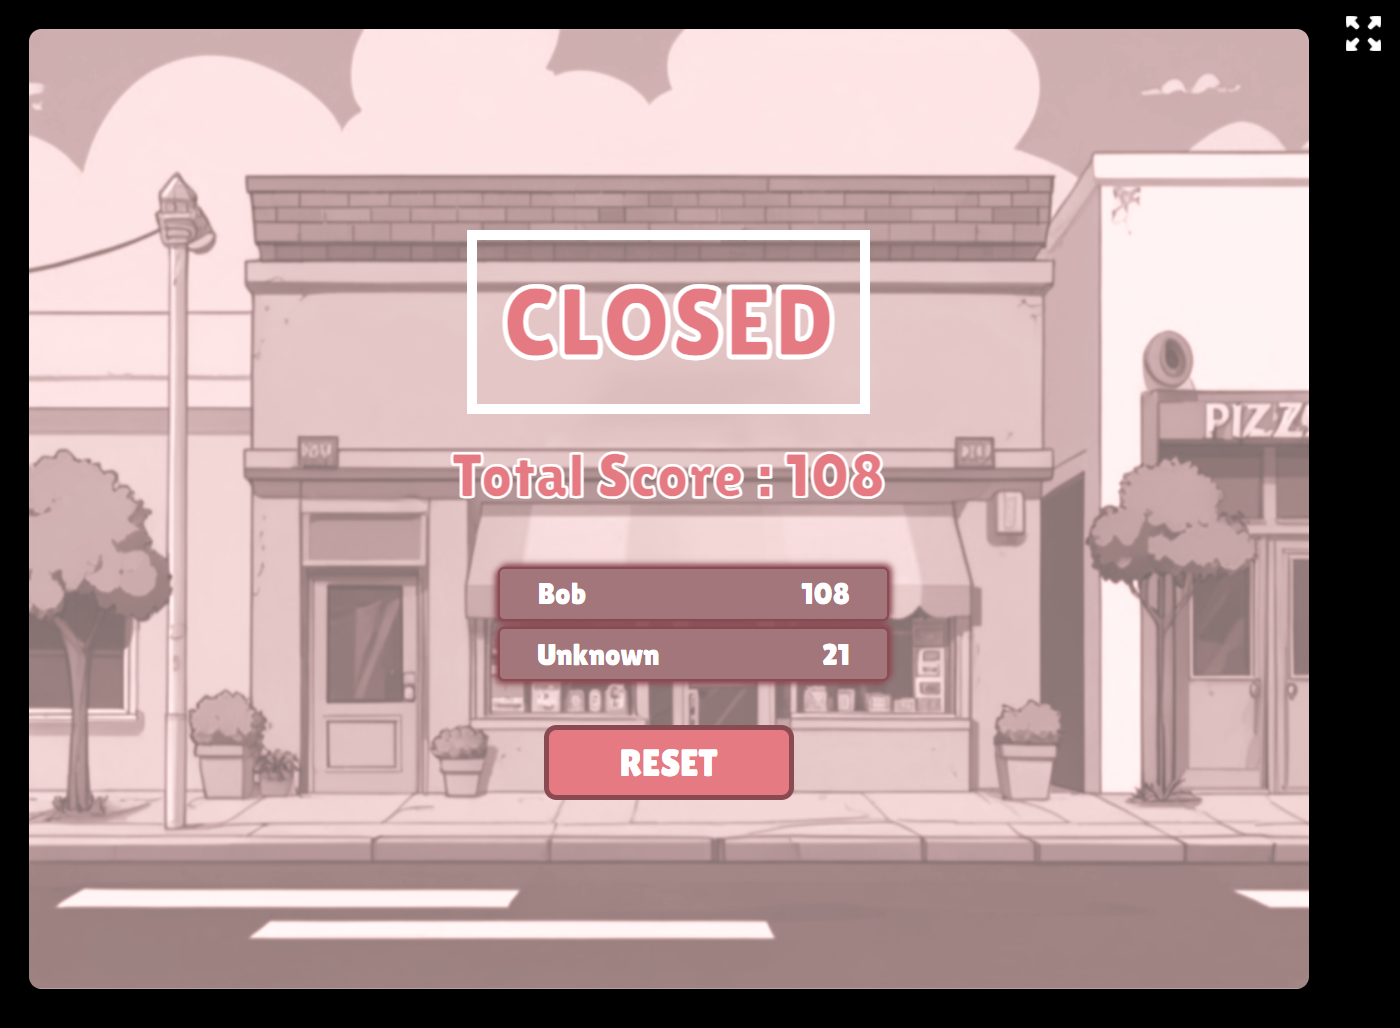 CLOSED
PIZZ
Total Score : 108
Bob 108
Unknown 21
RESET